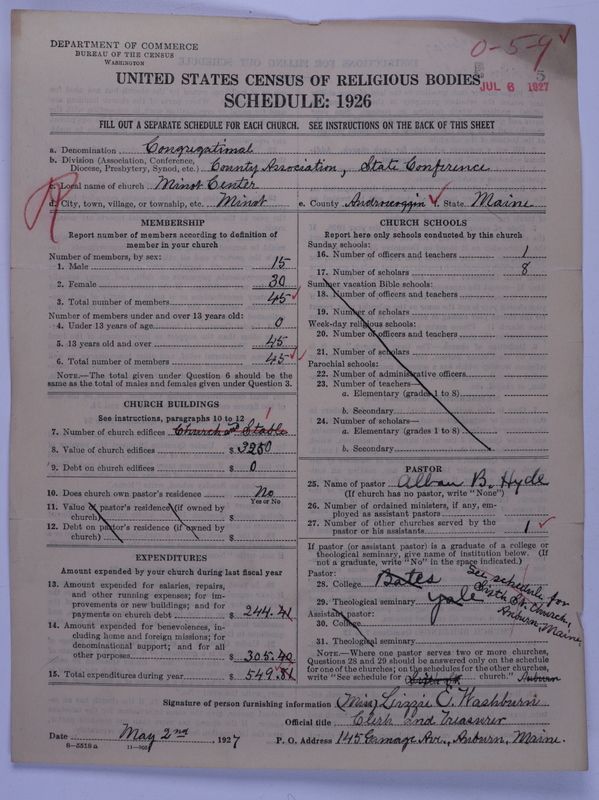 DEPARTMENT OF COMMERCE
BUREAU OF THE CENSUS
WASHINGTON
0-5-9
5
JUL 6 1927
UNITED STATES CENSUS OF RELIGIOUS BODIES
SCHEDULE: 1926
FILL OUT A SEPARATE SCHEDULE FOR EACH CHURCH. SEE INSTRUCTIONS ON THE BACK OF THIS SHEET
a. Denomination Congregational
b. Division (Association, Conference, Diocese, Presbytery, Synod, etc.) County Association, State Conference
c. Local name of church Minot Center
d. City, town, village, or township, etc. Minot e. County Androscoggin f. State Maine
MEMBERSHIP
Report number of members according to definition of
member in your church
Number of members, by sex:
1. Male 15
2. Female 30
3. Total number of members 45
Number of members under and over 13 years old:
4. Under 13 years of age 0
5. 13 years old and over 45
6. Total number of members 45
NOTE.—The total given under Question 6 should be the
same as the total of males and females given under Question 3.
CHURCH BUILDINGS
See instructions, paragraphs 10 to 12
1
7. Number of church edifices Church and Stable
8. Value of church edifices $ 3250
9. Debt on church edifices $ 0
10. Does church own pastor's residence No
Yes or No
11. Value of pastor's residence (if owned by
church) $
12. Debt on pastor's residence (if owned by
church) $
EXPENDITURES
Amount expended by your church during last fiscal year
13. Amount expended for salaries, repairs,
and other running expenses; for im-
provements or new buildings; and for
payments on church debt $ 244.41
14. Amount expended for benevolences, in-
cluding home and foreign missions; for
denominational support; and for all
other purposes $ 305.40
15. Total expenditures during year $ 549.81
CHURCH SCHOOLS
Report here only schools conducted by this church
Sunday schools:
16. Number of officers and teachers 1
17. Number of scholars 8
Summer vacation Bible schools:
18. Number of officers and teachers
19. Number of scholars
Week-day religious schools:
20. Number of officers and teachers
21. Number of scholars
Parochial schools:
22. Number of administrative officers
23. Number of teachers—
a. Elementary (grades 1 to 8)
b. Secondary
24. Number of scholars—
a. Elementary (grades 1 to 8)
b. Secondary
PASTOR
25. Name of pastor Alban B. Hyde
(If church has no pastor, write "None")
26. Number of ordained ministers, if any, em-
ployed as assistant pastors
27. Number of other churches served by the
pastor or his assistants 1
If pastor (or assistant pastor) is a graduate of a college or
theological seminary, give name of institution below. (If
not a graduate, write "No" in the space indicated.)
Pastor:
28. College Bates
29. Theological seminary Yale
See schedule for
Sixth St. Church,
Auburn, Maine.
Assistant pastor:
30. College
31. Theological seminary
NOTE.—Where one pastor serves two or more churches,
Questions 28 and 29 should be answered only on the schedule
for one of the churches; on the schedules for the other churches,
write "See schedule for church." Auburn
Signature of person furnishing information (Miss) Lizzie E. Washburn
Official title Clerk and Treasurer
Date May 2nd, 1927 P. O. Address 145 Gamage Ave., Auburn, Maine.
8-5518 a